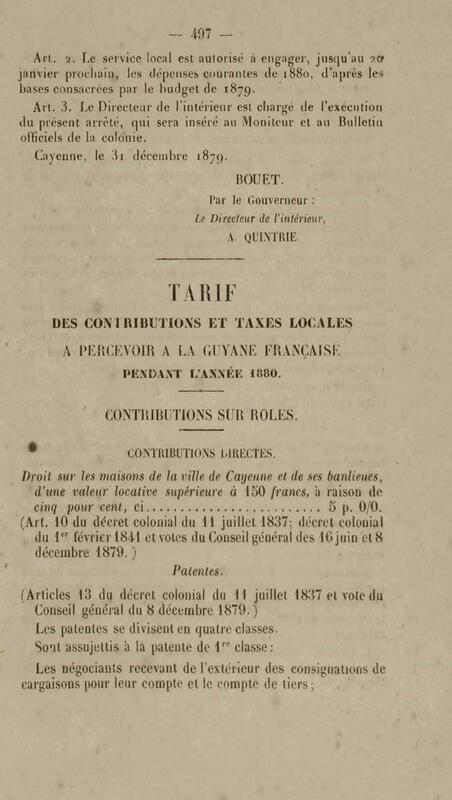 — 497 —
Art. 2. Le service local est autorisé à engager, jusqu'au 20
janvier prochain, les dépenses courantes de 1880, d'après les
bases consacrées par le budget de 1879.
Art. 3. Le Directeur de l'intérieur est chargé de l'exécution
du présent arrêté, qui sera inséré au Moniteur et au Bulletin
officiels de la colonie.
Cayenne, le 31 décembre 1879.
BOUET.
Par le Gouverneur :
Le Directeur de l'intérieur,
A. QUINTRIE.
TARIF
DES CONTRIBUTIONS ET TAXES LOCALES
A PERCEVOIR A LA GUYANE FRANÇAISE
PENDANT L'ANNÉE 1880.
CONTRIBUTIONS SUR ROLES.
CONTRIBUTIONS DIRECTES.
Droit sur les maisons de la ville de Cayenne et de ses banlieues,
d'une valeur locative supérieure à 150 francs, à raison de
cinq pour cent, ci........................ 5 p. 0/0.
(Art. 10 du décret colonial du 11 juillet 1837; décret colonial
du 1er février 1841 et votes du Conseil général des 16 juin et 8
décembre 1879.)
Patentes.
(Articles 13 du décret colonial du 11 juillet 1837 et vote du
Conseil général du 8 décembre 1879.)
Les patentes se divisent en quatre classes.
Sont assujettis à la patente de 1re classe :
Les négociants recevant de l'extérieur des consignations de
cargaisons pour leur compte et le compte de tiers ;